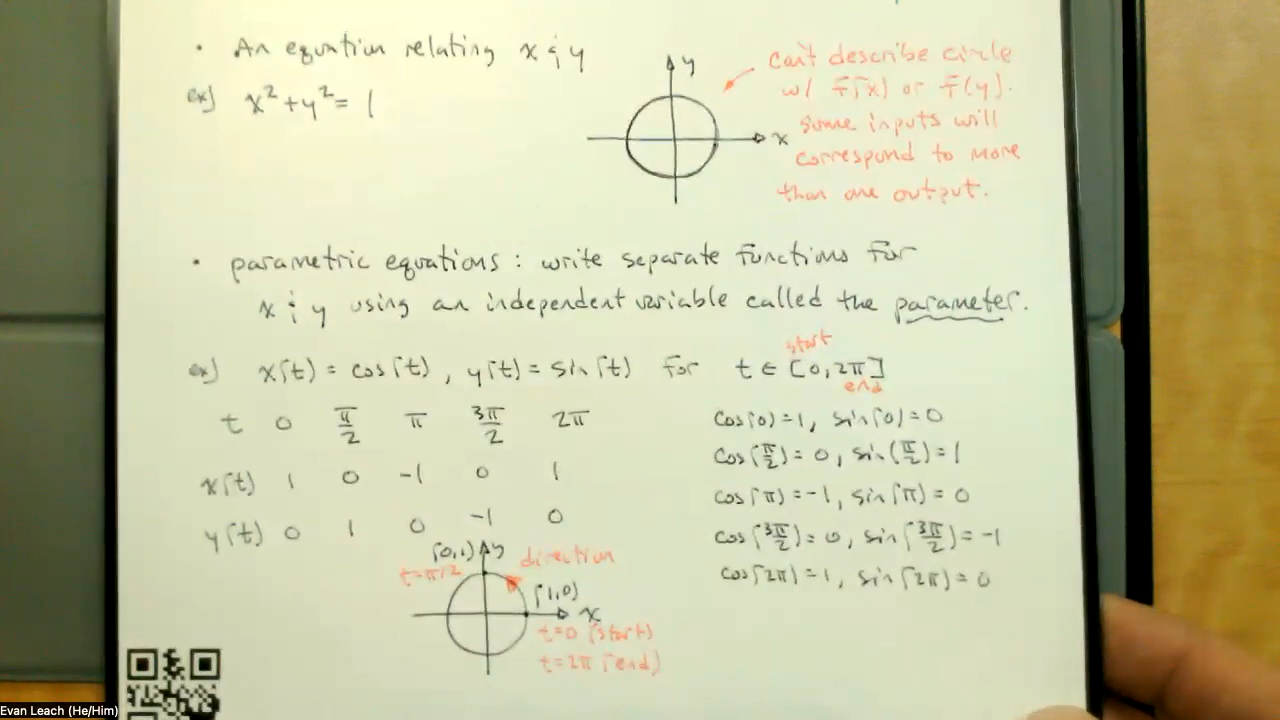 • An equation relating x & y
ex) x² + y² = 1
y
x
can't describe circle
w/ f(x) or f(y).
some inputs will
correspond to more
than one output.
• parametric equations : write separate functions for
x & y using an independent variable called the parameter.
ex) x(t) = cos(t), y(t) = sin(t) for t ∈ [0, 2π]
start
end
t 0 π/2 π 3π/2 2π
x(t) 1 0 -1 0 1
y(t) 0 1 0 -1 0
cos(0) = 1, sin(0) = 0
cos(π/2) = 0, sin(π/2) = 1
cos(π) = -1, sin(π) = 0
cos(3π/2) = 0, sin(3π/2) = -1
cos(2π) = 1, sin(2π) = 0
(0,1) y
direction
t=π/2
(1,0)
x
t=0 (start)
t=2π (end)
Evan Leach (He/Him)